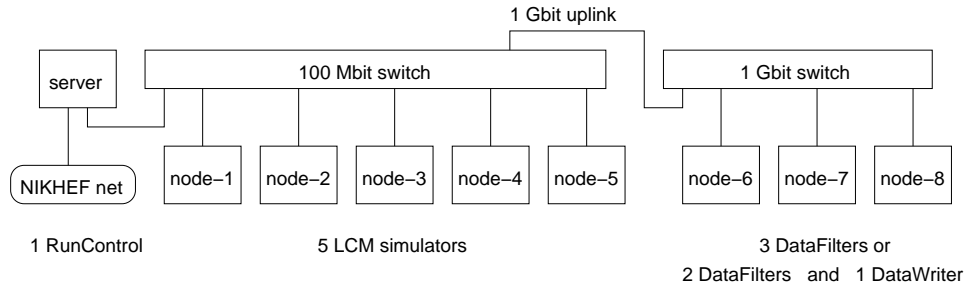 1 Gbit uplink
server
100 Mbit switch
1 Gbit switch
NIKHEF net
node−1
node−2
node−3
node−4
node−5
node−6
node−7
node−8
1 RunControl
5 LCM simulators
3 DataFilters or
2 DataFilters and 1 DataWriter